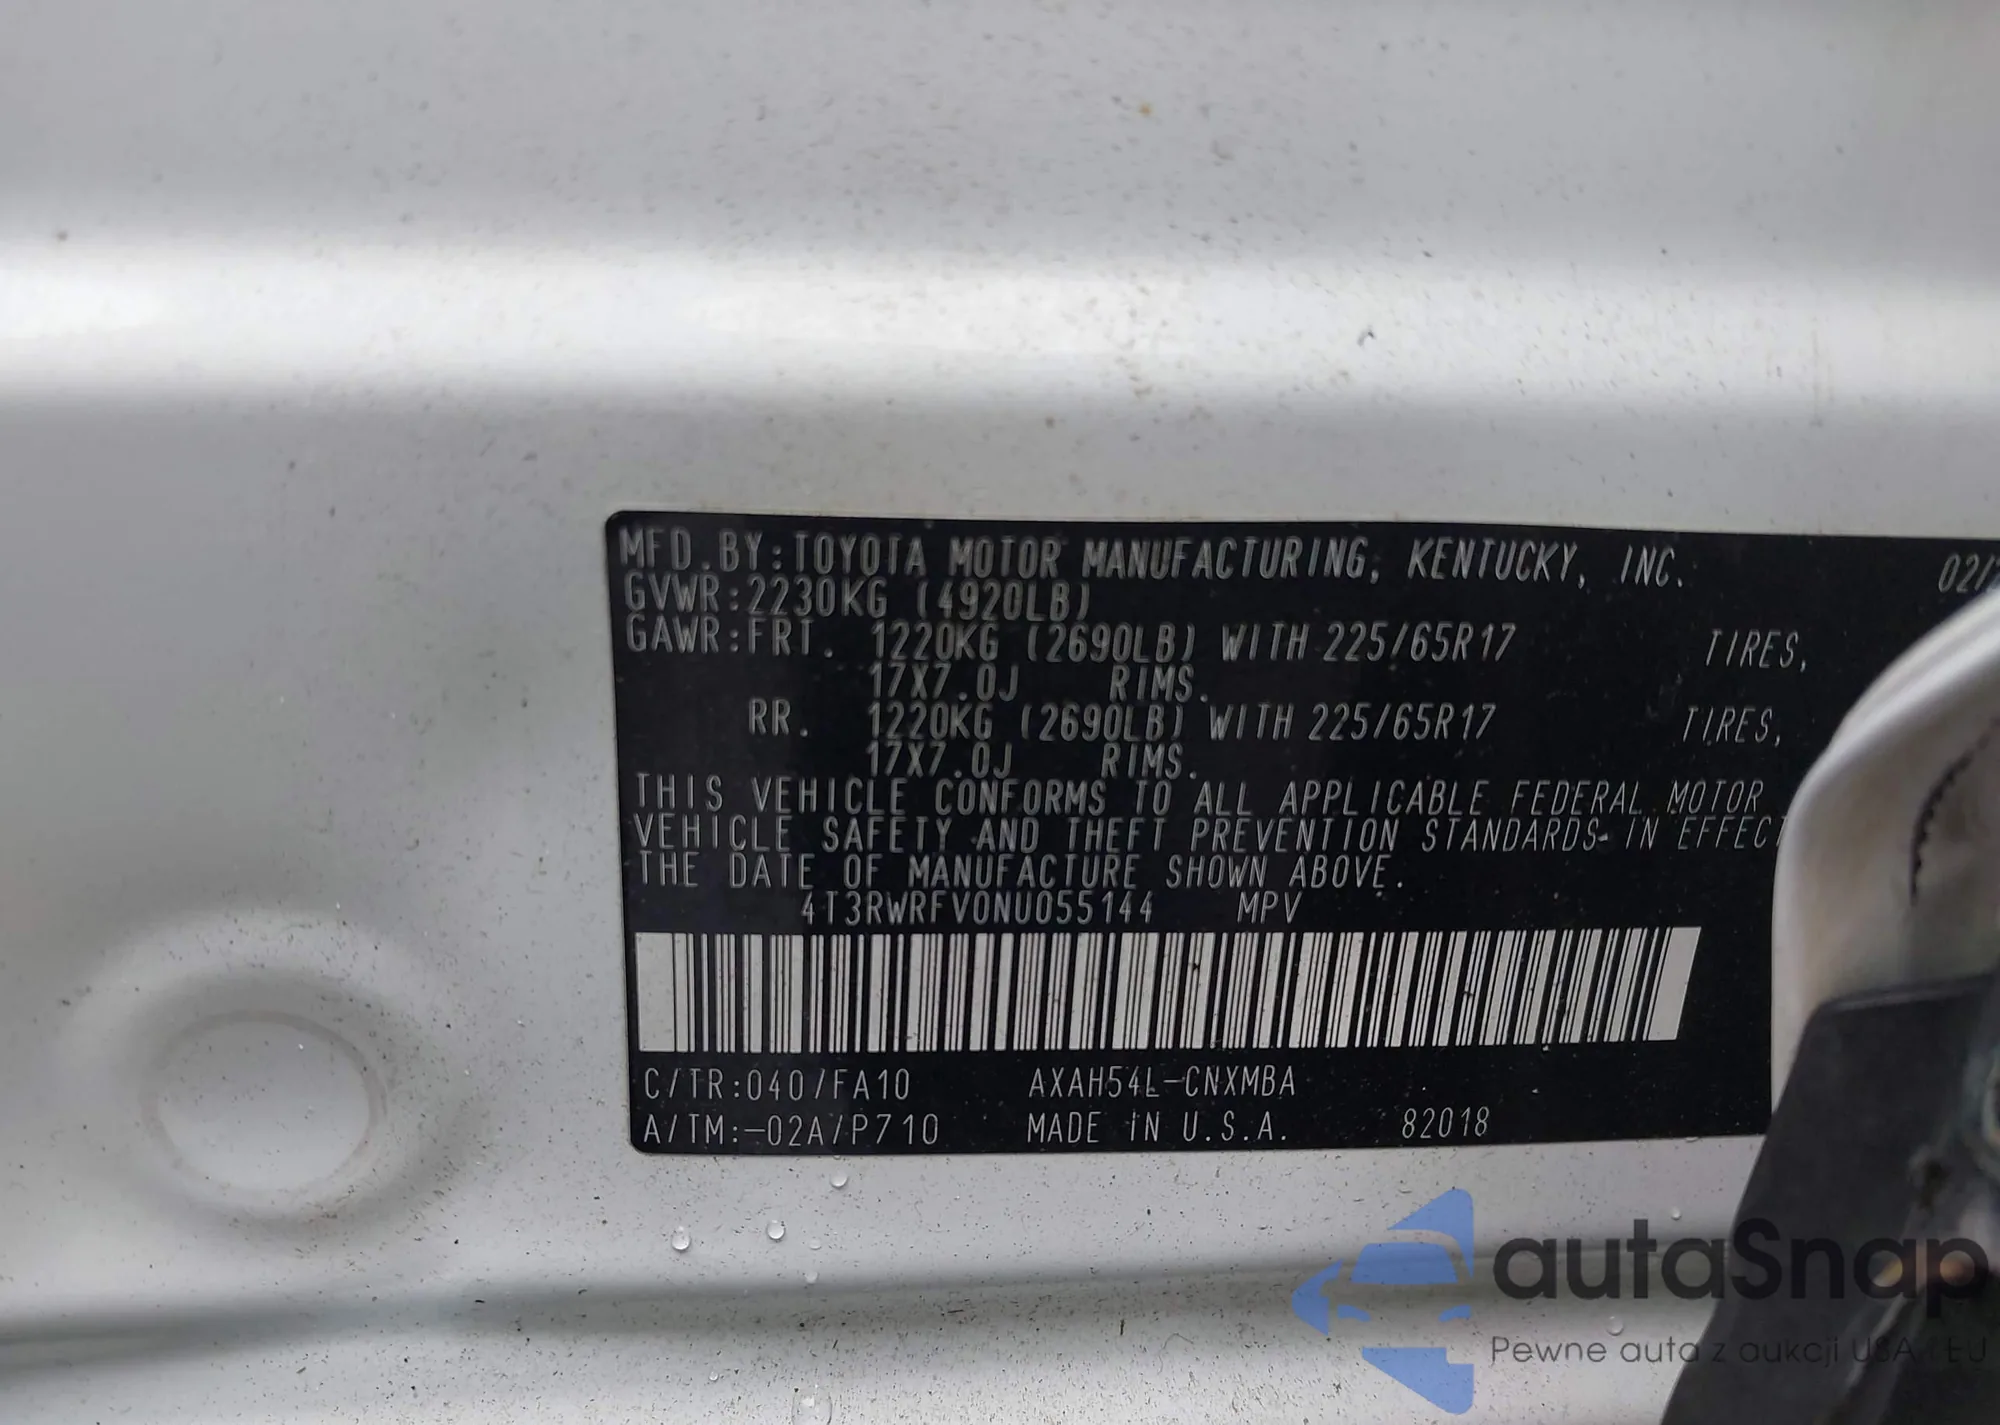 MFD.BY:TOYOTA MOTOR MANUFACTURING, KENTUCKY, INC. 02/
GVWR:2230KG (4920LB)
GAWR:FRT. 1220KG (2690LB) WITH 225/65R17 TIRES,
17X7.0J RIMS.
RR. 1220KG (2690LB) WITH 225/65R17 TIRES,
17X7.0J RIMS.
THIS VEHICLE CONFORMS TO ALL APPLICABLE FEDERAL MOTOR
VEHICLE SAFETY AND THEFT PREVENTION STANDARDS IN EFFECT
THE DATE OF MANUFACTURE SHOWN ABOVE.
4T3RWRFV0NU055144 MPV
C/TR:040/FA10 AXAH54L-CNXMBA
A/TM:-02A/P710 MADE IN U.S.A. 82018
autaSnap
Pewne auta z aukcji USA i EU